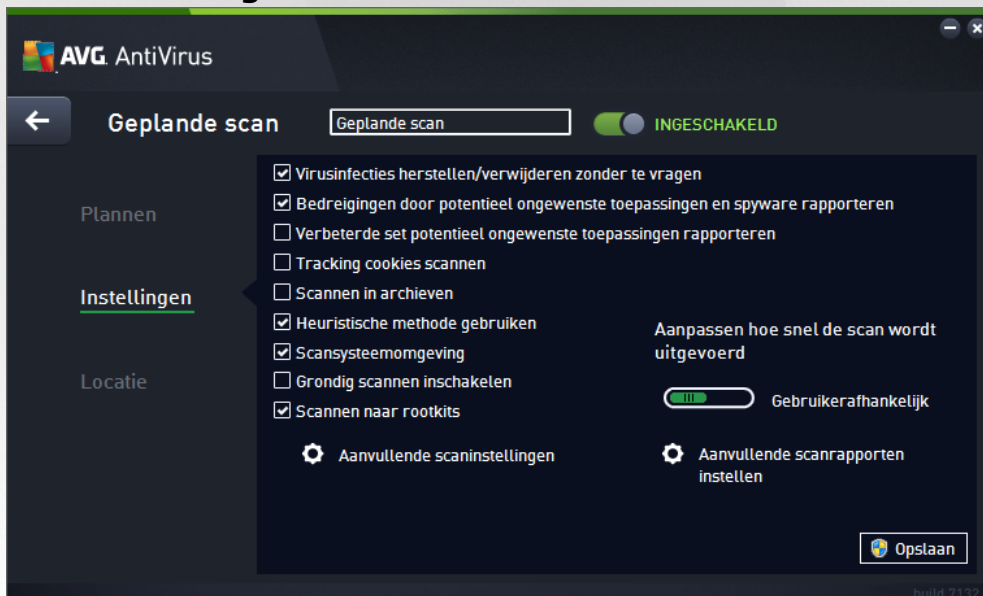 AVG. AntiVirus
Geplande scan
Geplande scan
INGESCHAKELD
Plannen
Instellingen
Locatie
Virusinfecties herstellen/verwijderen zonder te vragen
Bedreigingen door potentieel ongewenste toepassingen en spyware rapporteren
Verbeterde set potentieel ongewenste toepassingen rapporteren
Tracking cookies scannen
Scannen in archieven
Heuristische methode gebruiken
Scansysteemomgeving
Grondig scannen inschakelen
Scannen naar rootkits
Aanvullende scaninstellingen
Aanpassen hoe snel de scan wordt
uitgevoerd
Gebruikerafhankelijk
Aanvullende scanrapporten
instellen
Opslaan
build 2132